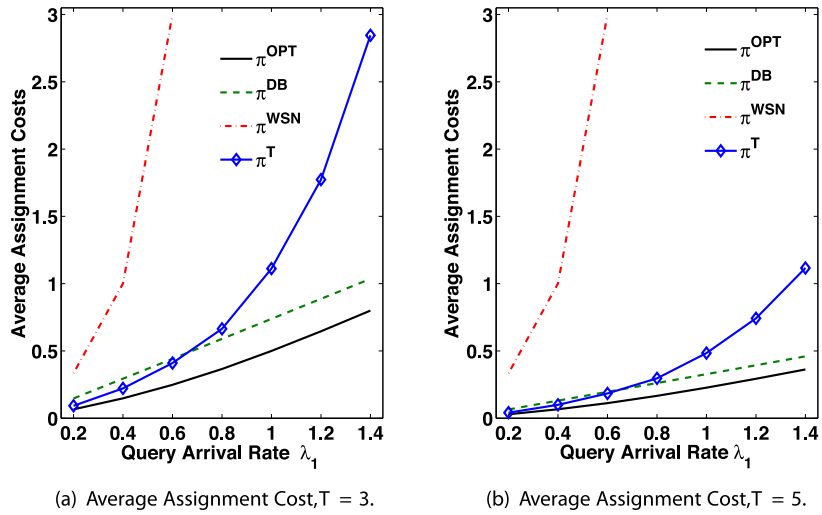 3
2.5
2
1.5
1
0.5
0
Average Assignment Costs
π^OPT
π^DB
π^WSN
π^T
0.2 0.4 0.6 0.8 1 1.2 1.4
Query Arrival Rate λ₁
(a) Average Assignment Cost,T = 3.
3
2.5
2
1.5
1
0.5
0
Average Assignment Costs
π^OPT
π^DB
π^WSN
π^T
0.2 0.4 0.6 0.8 1 1.2 1.4
Query Arrival Rate λ₁
(b) Average Assignment Cost,T = 5.